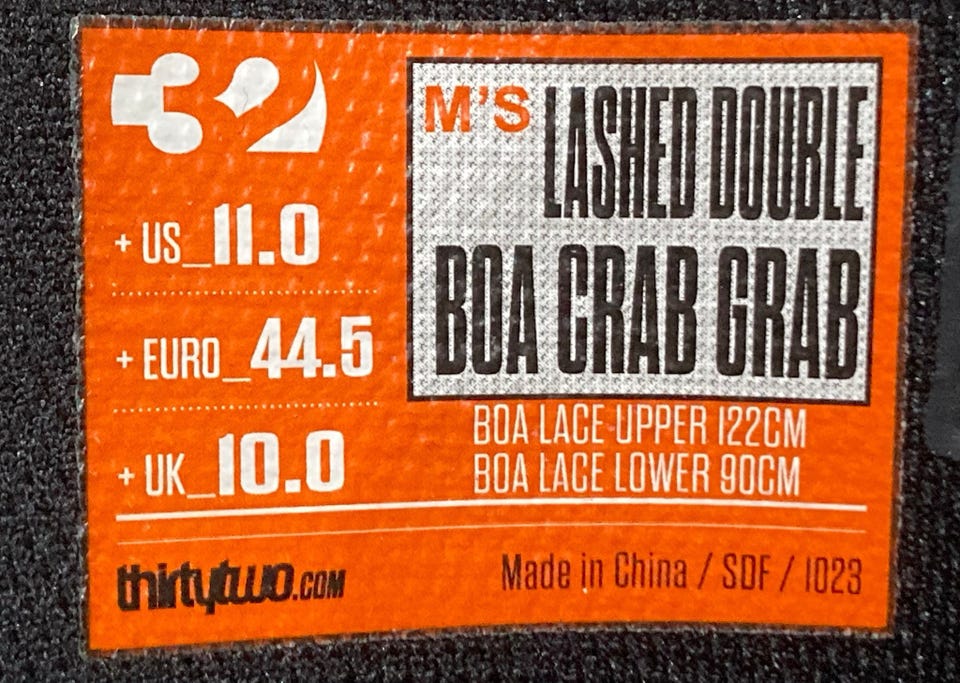 32
+ US_11.0
+ EURO_44.5
+ UK_10.0
M'S LASHED DOUBLE
BOA CRAB GRAB
BOA LACE UPPER 122CM
BOA LACE LOWER 90CM
thirtytwo.COM
Made in China / SDF / 1023